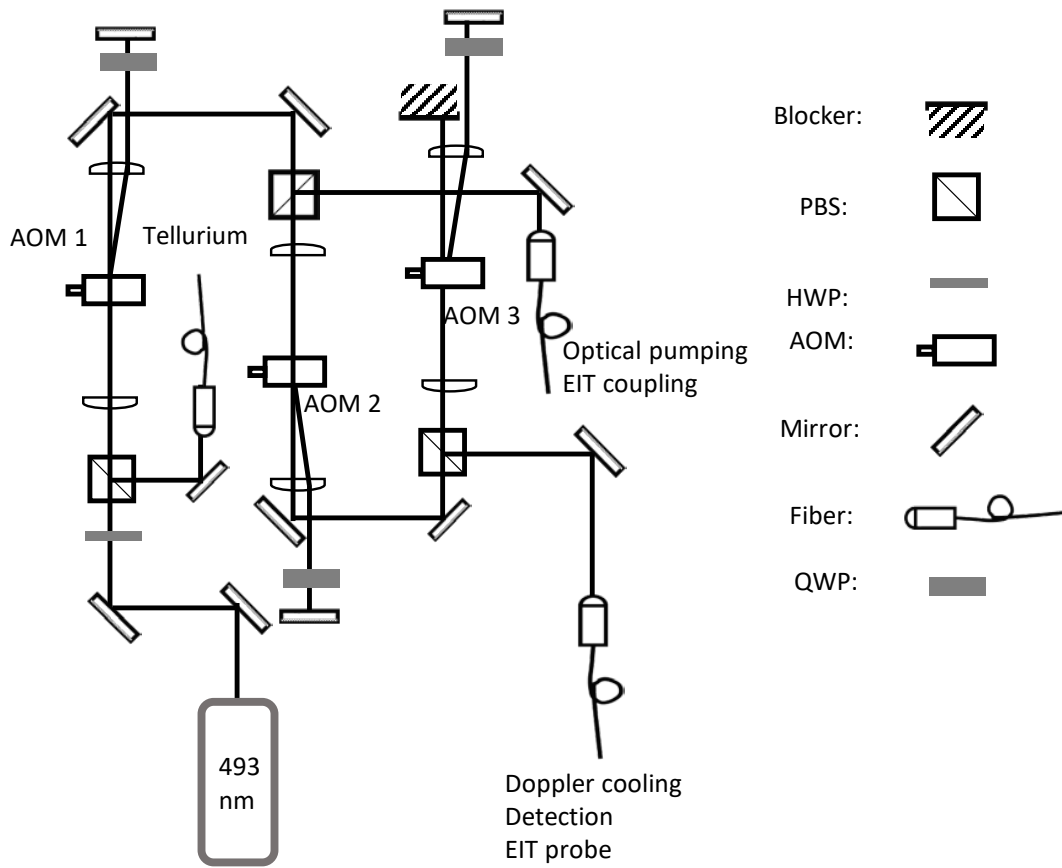 AOM 1
Tellurium
AOM 2
AOM 3
Optical pumping
EIT coupling
493
nm
Doppler cooling
Detection
EIT probe
Blocker:
PBS:
HWP:
AOM:
Mirror:
Fiber:
QWP: